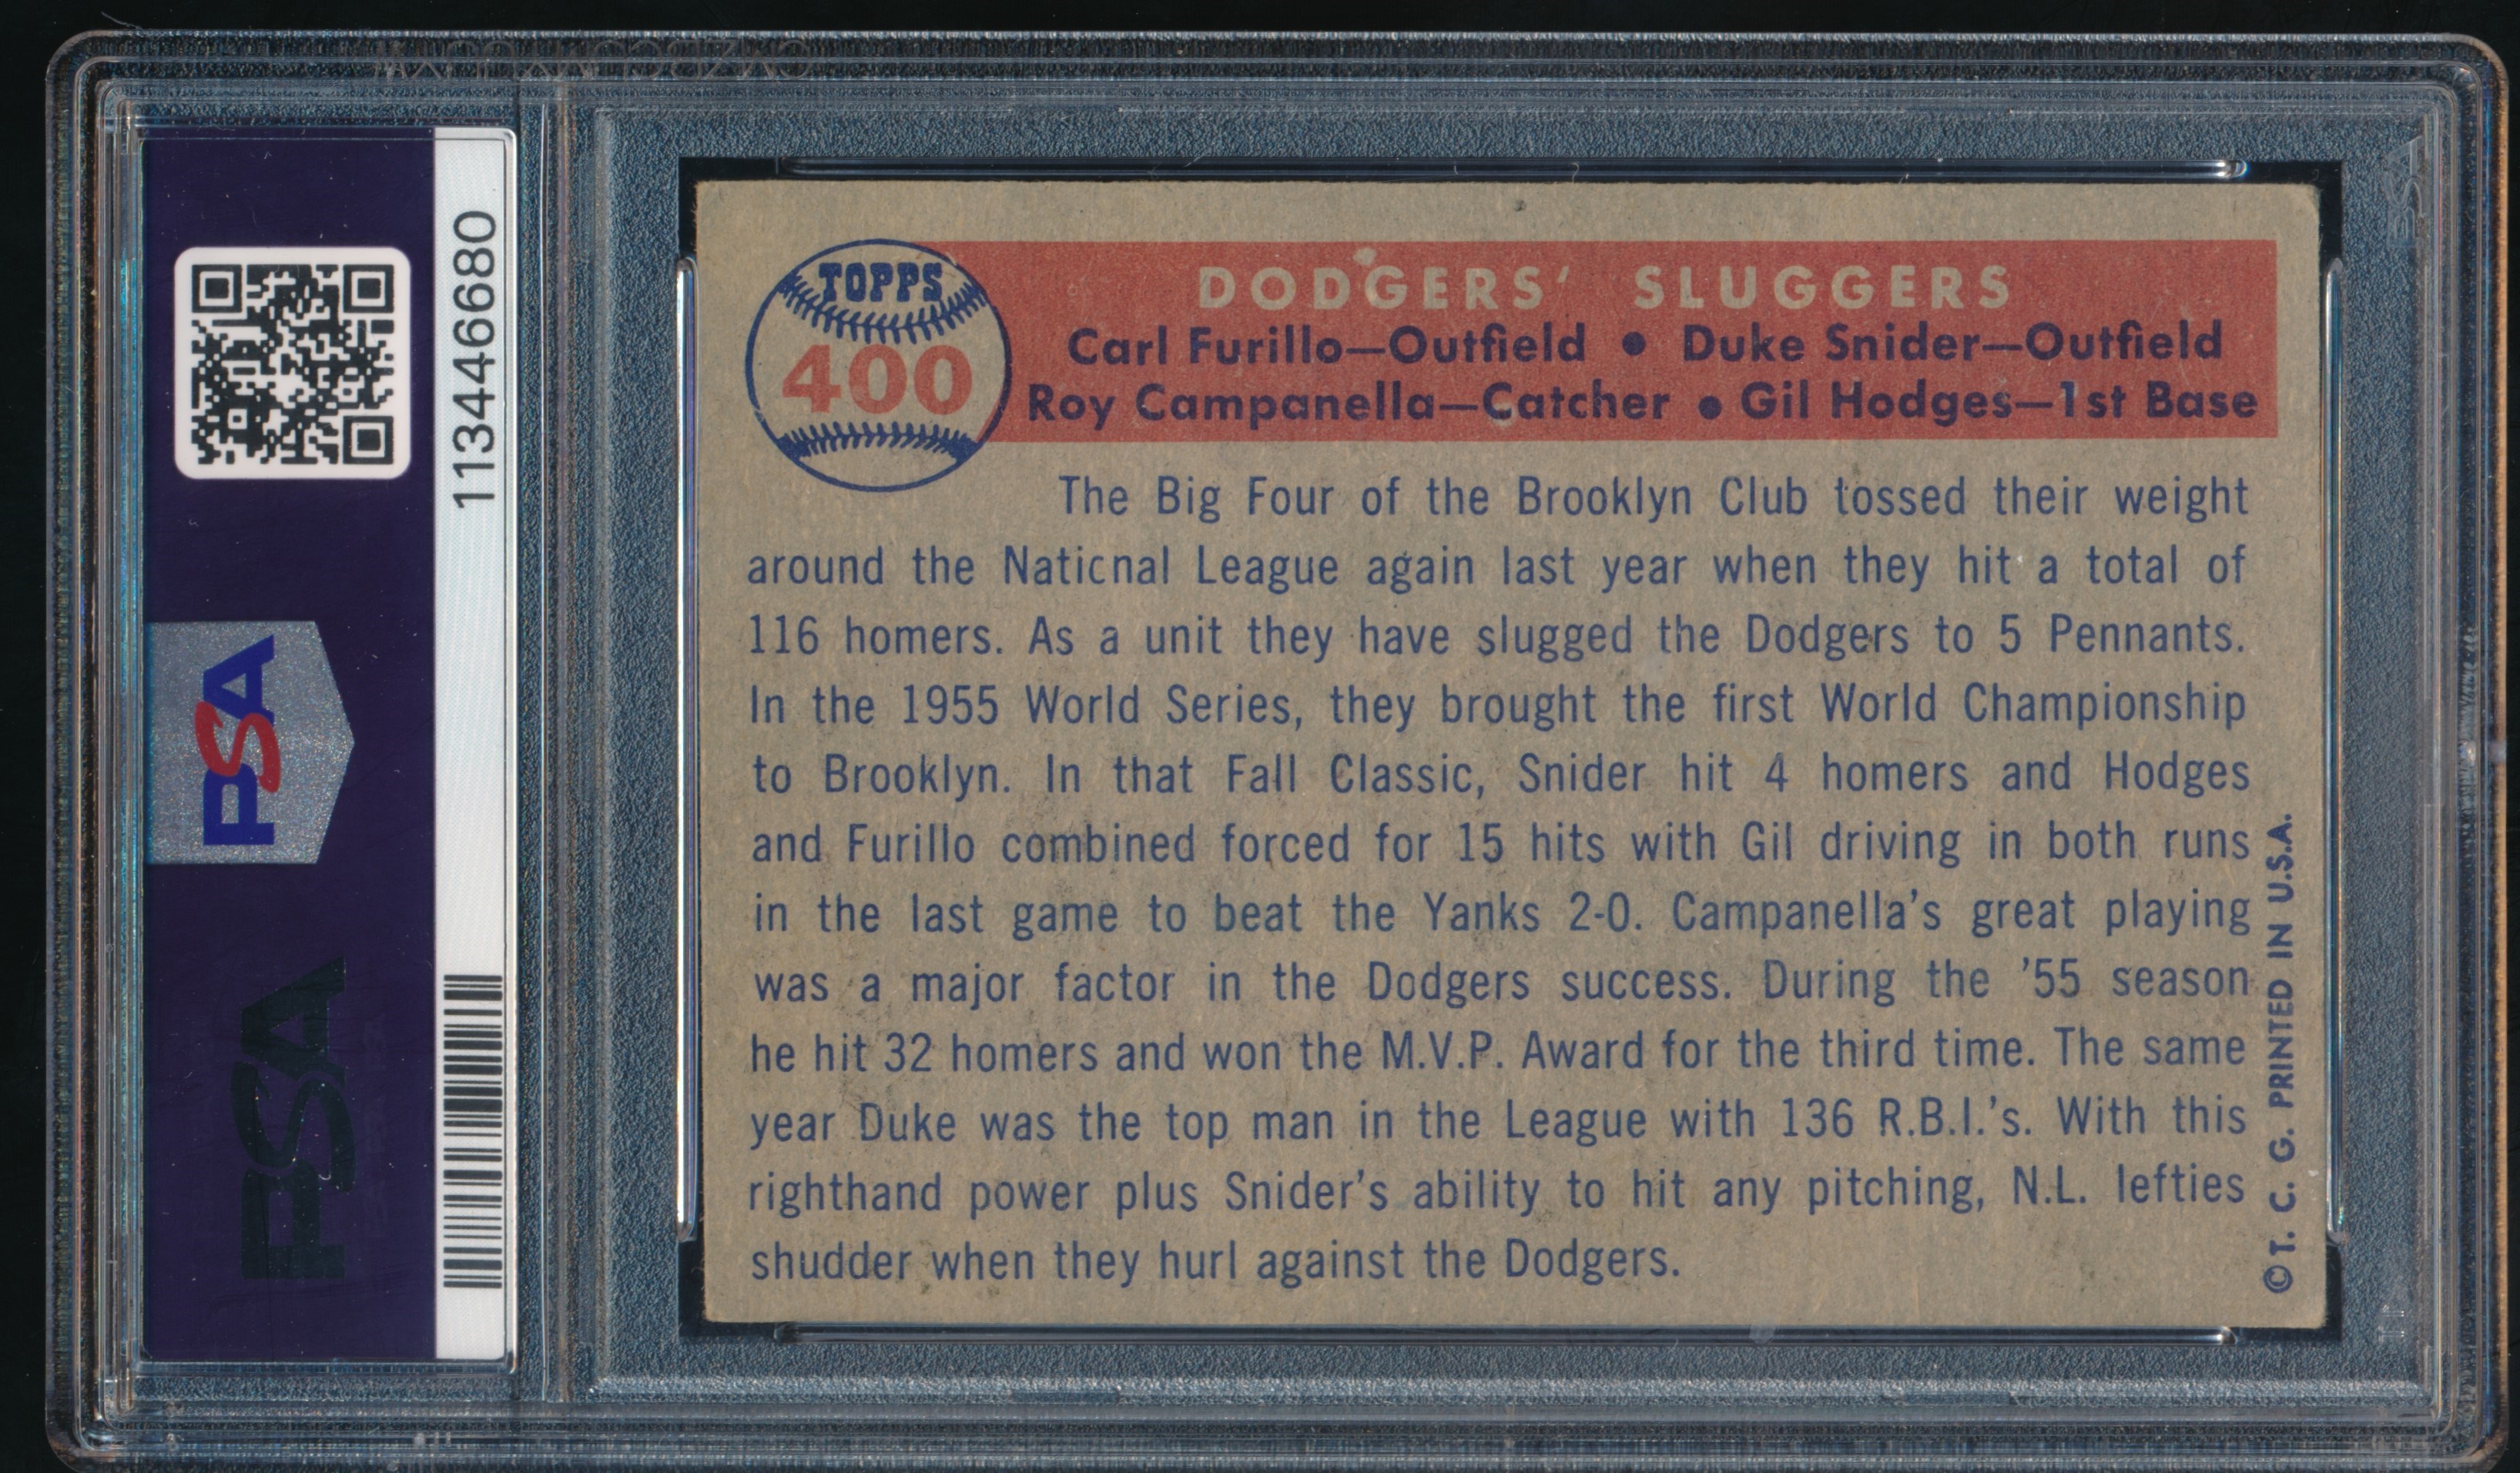 113446680
PSA
PSA
TOPPS
400
DODGERS' SLUGGERS
Carl Furillo—Outfield • Duke Snider—Outfield
Roy Campanella—Catcher • Gil Hodges—1st Base
The Big Four of the Brooklyn Club tossed their weight
around the Naticnal League again last year when they hit a total of
116 homers. As a unit they have slugged the Dodgers to 5 Pennants.
In the 1955 World Series, they brought the first World Championship
to Brooklyn. In that Fall Classic, Snider hit 4 homers and Hodges
and Furillo combined forced for 15 hits with Gil driving in both runs
in the last game to beat the Yanks 2-0. Campanella's great playing
was a major factor in the Dodgers success. During the '55 season
he hit 32 homers and won the M.V.P. Award for the third time. The same
year Duke was the top man in the League with 136 R.B.I.'s. With this
righthand power plus Snider's ability to hit any pitching, N.L. lefties
shudder when they hurl against the Dodgers.
© T. C. G. PRINTED IN U.S.A.